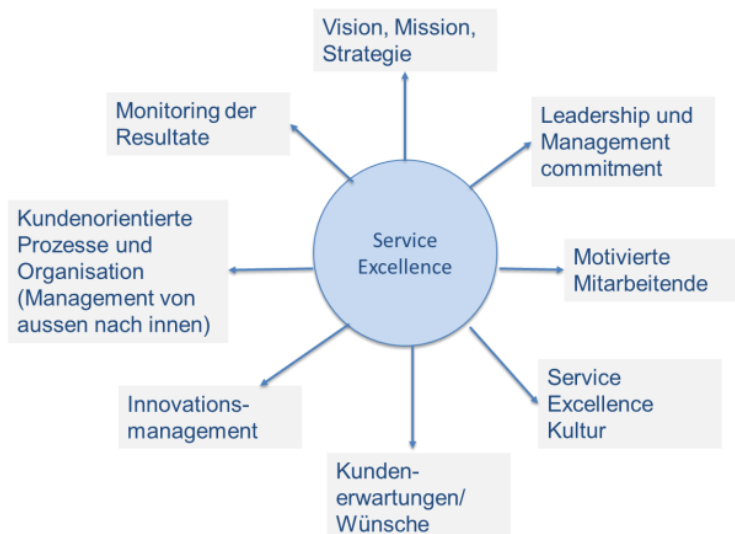 Vision, Mission,
Strategie
Monitoring der
Resultate
Leadership und
Management
commitment
Kundenorientierte
Prozesse und
Organisation
(Management von
aussen nach innen)
Service
Excellence
Motivierte
Mitarbeitende
Innovations-
management
Service
Excellence
Kultur
Kunden-
erwartungen/
Wünsche